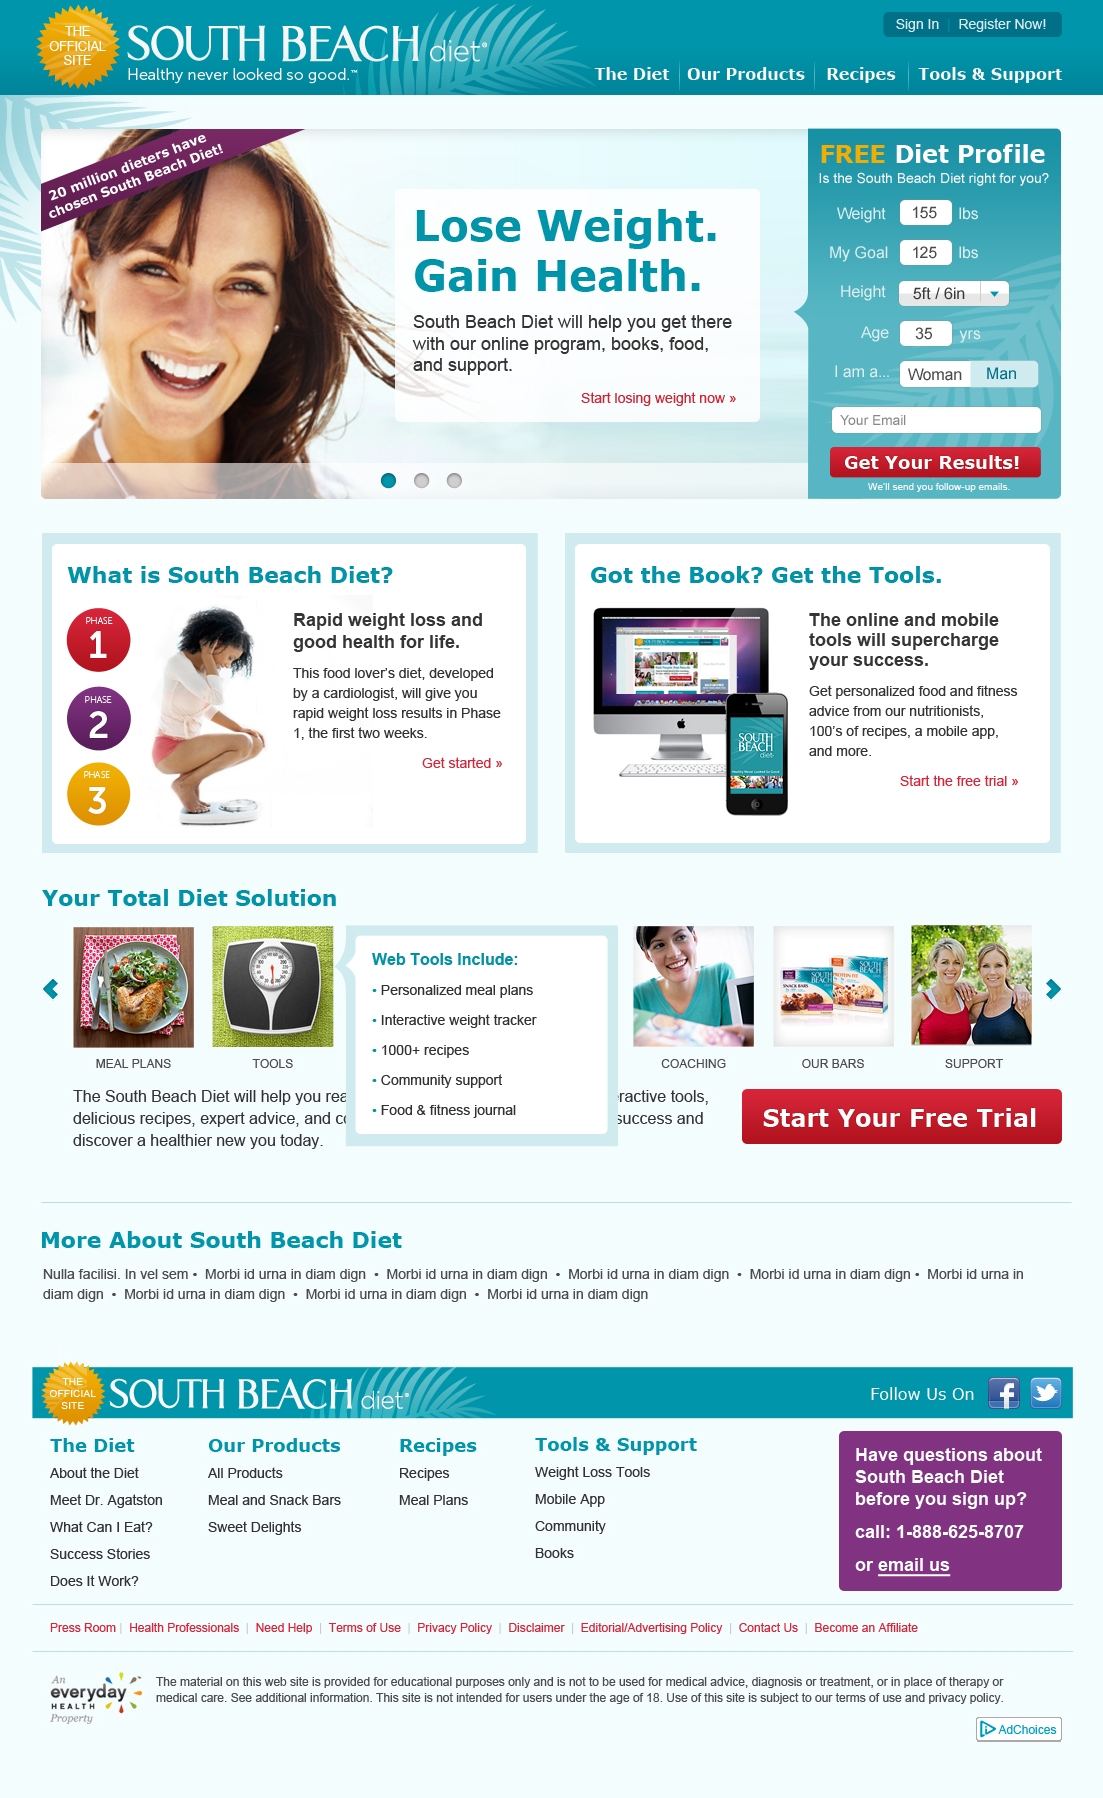 THE
OFFICIAL
SITE
SOUTH BEACH diet®
Healthy never looked so good.™
Sign In | Register Now!
The Diet
Our Products
Recipes
Tools & Support
20 million dieters have
chosen South Beach Diet!
Lose Weight.
Gain Health.
South Beach Diet will help you get there
with our online program, books, food,
and support.
Start losing weight now »
FREE Diet Profile
Is the South Beach Diet right for you?
Weight 155 lbs
My Goal 125 lbs
Height 5ft / 6in
Age 35 yrs
I am a... Woman Man
Your Email
Get Your Results!
We'll send you follow-up emails.
What is South Beach Diet?
PHASE
1
PHASE
2
PHASE
3
Rapid weight loss and
good health for life.
This food lover's diet, developed
by a cardiologist, will give you
rapid weight loss results in Phase
1, the first two weeks.
Get started »
Got the Book? Get the Tools.
SOUTH
BEACH
diet
The online and mobile
tools will supercharge
your success.
Get personalized food and fitness
advice from our nutritionists,
100's of recipes, a mobile app,
and more.
Start the free trial »
Your Total Diet Solution
MEAL PLANS
TOOLS
Web Tools Include:
• Personalized meal plans
• Interactive weight tracker
• 1000+ recipes
• Community support
• Food & fitness journal
COACHING
SOUTH
BEACH
SNACK BARS
SOUTH
BEACH
PROTEIN FIT
OUR BARS
SUPPORT
The South Beach Diet will help you rea
eractive tools,
delicious recipes, expert advice, and co
success and
discover a healthier new you today.
Start Your Free Trial
More About South Beach Diet
Nulla facilisi. In vel sem • Morbi id urna in diam dign • Morbi id urna in diam dign • Morbi id urna in diam dign • Morbi id urna in diam dign • Morbi id urna in
diam dign • Morbi id urna in diam dign • Morbi id urna in diam dign • Morbi id urna in diam dign
THE
OFFICIAL
SITE
SOUTH BEACH diet®
Follow Us On
The Diet
About the Diet
Meet Dr. Agatston
What Can I Eat?
Success Stories
Does It Work?
Our Products
All Products
Meal and Snack Bars
Sweet Delights
Recipes
Recipes
Meal Plans
Tools & Support
Weight Loss Tools
Mobile App
Community
Books
Have questions about
South Beach Diet
before you sign up?
call: 1-888-625-8707
or email us
Press Room | Health Professionals | Need Help | Terms of Use | Privacy Policy | Disclaimer | Editorial/Advertising Policy | Contact Us | Become an Affiliate
An
everyday
HEALTH
Property
The material on this web site is provided for educational purposes only and is not to be used for medical advice, diagnosis or treatment, or in place of therapy or
medical care. See additional information. This site is not intended for users under the age of 18. Use of this site is subject to our terms of use and privacy policy.
AdChoices